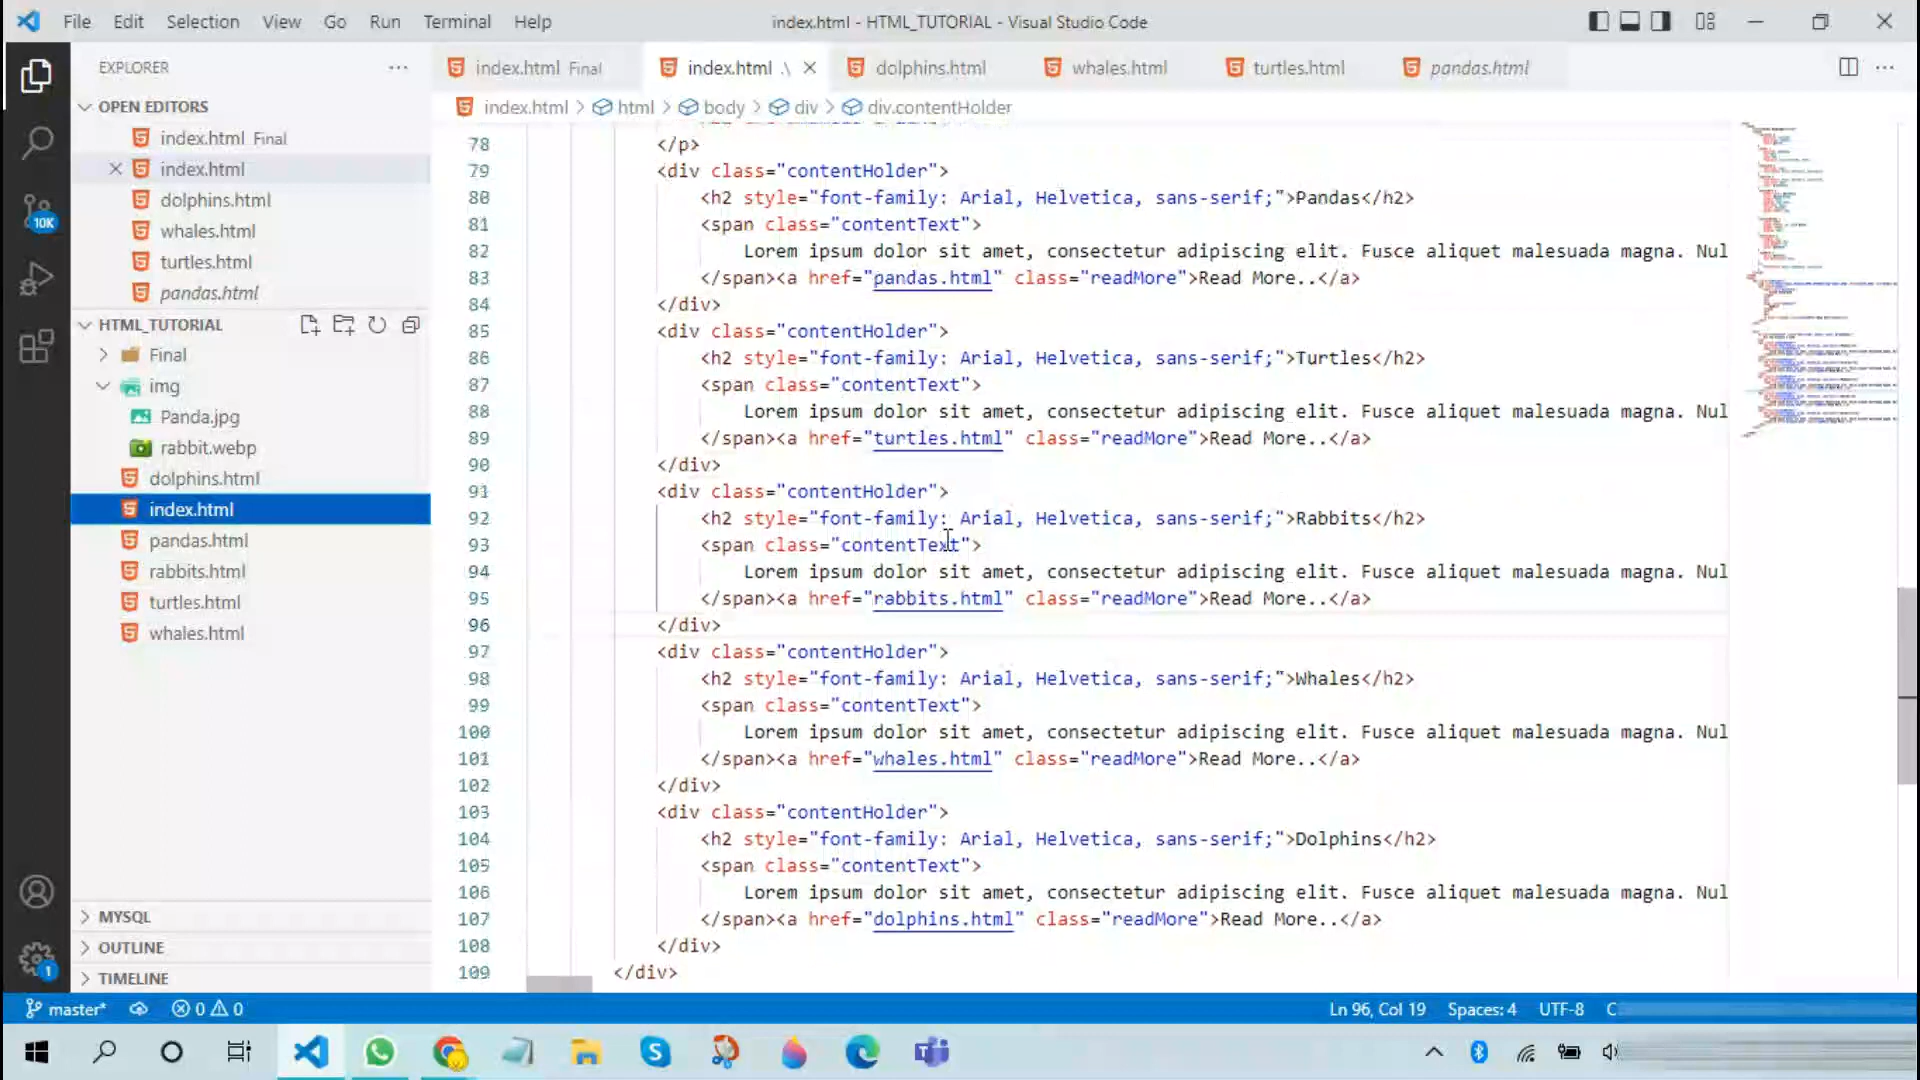 File Edit Selection View Go Run Terminal Help
index.html - HTML_TUTORIAL - Visual Studio Code
EXPLORER
OPEN EDITORS
index.html Final
index.html
dolphins.html
whales.html
turtles.html
pandas.html
HTML_TUTORIAL
Final
img
Panda.jpg
rabbit.webp
dolphins.html
index.html
pandas.html
rabbits.html
turtles.html
whales.html
MYSQL
OUTLINE
TIMELINE
10K
1
index.html Final
index.html .\
dolphins.html
whales.html
turtles.html
pandas.html
index.html > html > body > div > div.contentHolder
78 </p>
79 <div class="contentHolder">
80 <h2 style="font-family: Arial, Helvetica, sans-serif;">Pandas</h2>
81 <span class="contentText">
82 Lorem ipsum dolor sit amet, consectetur adipiscing elit. Fusce aliquet malesuada magna. Nul
83 </span><a href="pandas.html" class="readMore">Read More..</a>
84 </div>
85 <div class="contentHolder">
86 <h2 style="font-family: Arial, Helvetica, sans-serif;">Turtles</h2>
87 <span class="contentText">
88 Lorem ipsum dolor sit amet, consectetur adipiscing elit. Fusce aliquet malesuada magna. Nul
89 </span><a href="turtles.html" class="readMore">Read More..</a>
90 </div>
91 <div class="contentHolder">
92 <h2 style="font-family: Arial, Helvetica, sans-serif;">Rabbits</h2>
93 <span class="contentText">
94 Lorem ipsum dolor sit amet, consectetur adipiscing elit. Fusce aliquet malesuada magna. Nul
95 </span><a href="rabbits.html" class="readMore">Read More..</a>
96 </div>
97 <div class="contentHolder">
98 <h2 style="font-family: Arial, Helvetica, sans-serif;">Whales</h2>
99 <span class="contentText">
100 Lorem ipsum dolor sit amet, consectetur adipiscing elit. Fusce aliquet malesuada magna. Nul
101 </span><a href="whales.html" class="readMore">Read More..</a>
102 </div>
103 <div class="contentHolder">
104 <h2 style="font-family: Arial, Helvetica, sans-serif;">Dolphins</h2>
105 <span class="contentText">
106 Lorem ipsum dolor sit amet, consectetur adipiscing elit. Fusce aliquet malesuada magna. Nul
107 </span><a href="dolphins.html" class="readMore">Read More..</a>
108 </div>
109 </div>
master* 0 0
Ln 96, Col 19 Spaces: 4 UTF-8 C